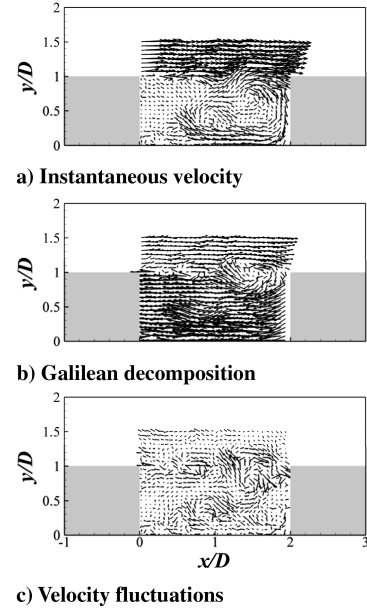 2
1.5
1
0.5
0
y/D
a) Instantaneous velocity
2
1.5
1
0.5
0
y/D
b) Galilean decomposition
2
1.5
1
0.5
0
y/D
-1 0 1 2 3
x/D
c) Velocity fluctuations